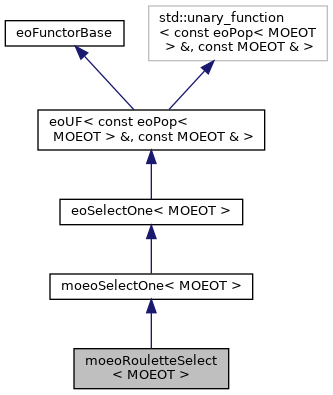 eoFunctorBase
std::unary_function
< const eoPop< MOEOT
> &, const MOEOT & >
eoUF< const eoPop<
MOEOT > &, const MOEOT & >
eoSelectOne< MOEOT >
moeoSelectOne< MOEOT >
moeoRouletteSelect
< MOEOT >